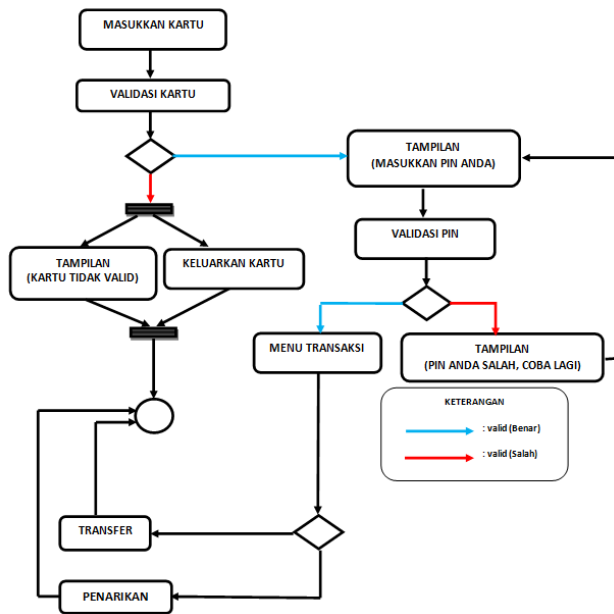 MASUKKAN KARTU
VALIDASI KARTU
TAMPILAN
(MASUKKAN PIN ANDA)
VALIDASI PIN
TAMPILAN
(KARTU TIDAK VALID)
KELUARKAN KARTU
MENU TRANSAKSI
TAMPILAN
(PIN ANDA SALAH, COBA LAGI)
KETERANGAN
: valid (Benar)
: valid (Salah)
TRANSFER
PENARIKAN